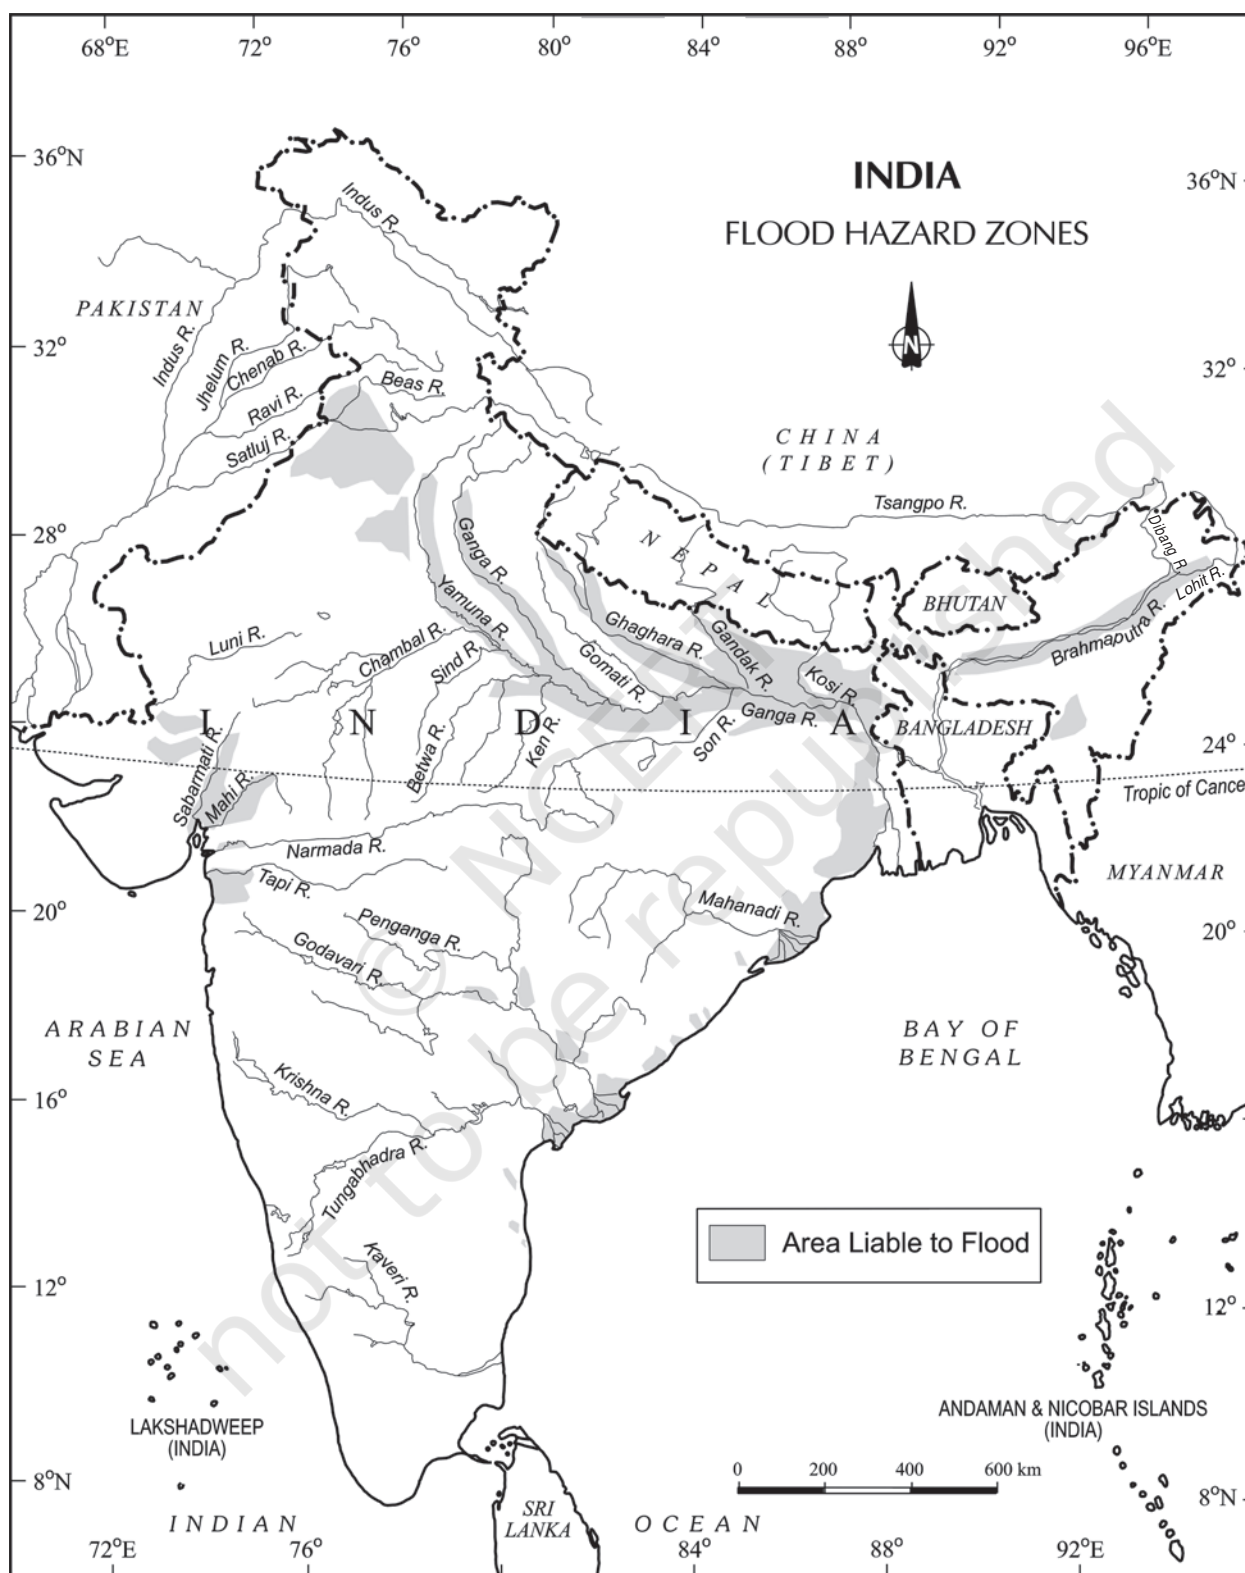 68°E 72° 76° 80° 84° 88° 92° 96°E
36°N
INDIA
36°N
FLOOD HAZARD ZONES
Indus R.
PAKISTAN
N
32°
Indus R.
Jhelum R.
Chenab R.
Beas R.
32°
Ravi R.
Satluj R.
CHINA
(TIBET)
Tsangpo R.
28°
Ganga R.
NEPAL
Dibang R.
28°
Lohit R.
BHUTAN
Yamuna R.
Ghaghara R.
Gandak R.
Brahmaputra R.
Luni R.
Chambal R.
Sind R.
Gomati R.
Kosi R.
INDIA
Ganga R.
BANGLADESH
Betwa R.
Ken R.
Son R.
24°
Sabarmati R.
Mahi R.
Tropic of Cance
Narmada R.
MYANMAR
Tapi R.
20°
Mahanadi R.
Penganga R.
20°
Godavari R.
ARABIAN
SEA
BAY OF
BENGAL
Krishna R.
16°
Tungabhadra R.
Area Liable to Flood
Kaveri R.
12°
12°
LAKSHADWEEP
(INDIA)
ANDAMAN & NICOBAR ISLANDS
(INDIA)
0 200 400 600 km
8°N
8°N
SRI
LANKA
INDIAN OCEAN
72°E 76° 84° 88° 92°E
© NCERT
not to be republished